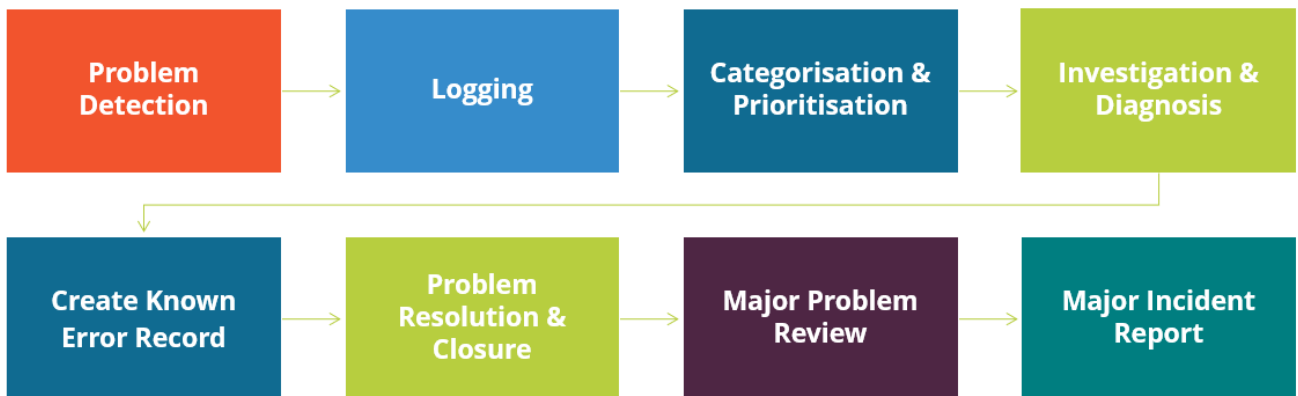 Problem
Detection
Logging
Categorisation &
Prioritisation
Investigation &
Diagnosis
Create Known
Error Record
Problem
Resolution &
Closure
Major Problem
Review
Major Incident
Report